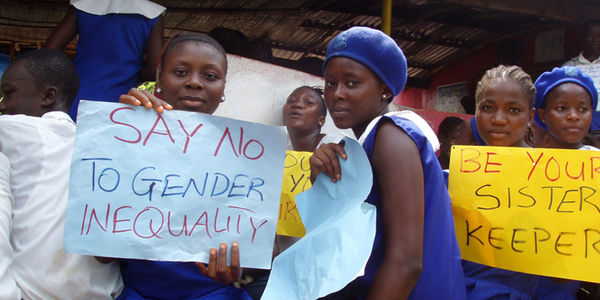 SAY NO
TO GENDER
INEQUALITY
BE YOUR
SISTER
KEEPER